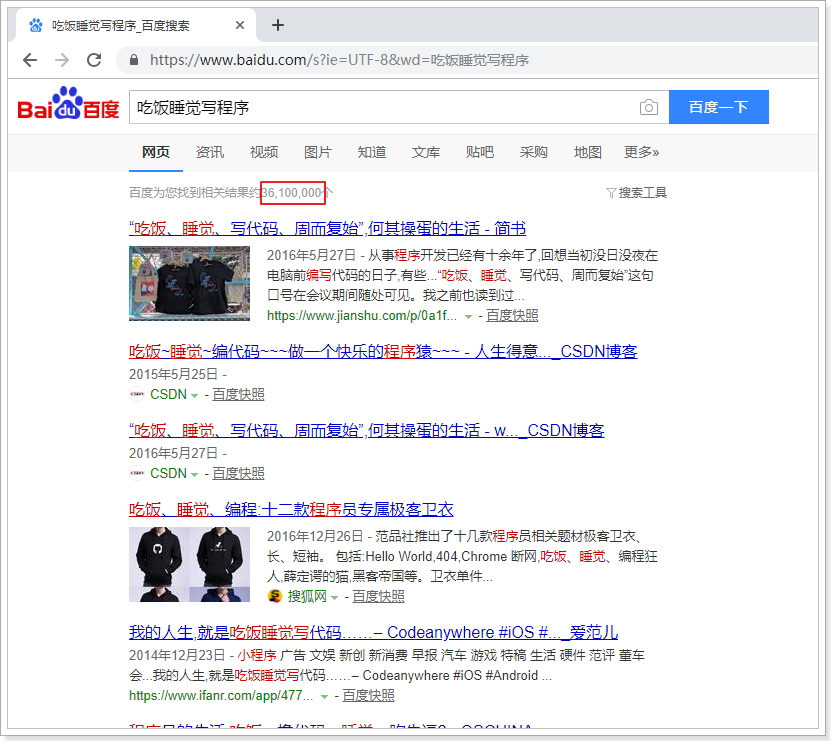 吃饭睡觉写程序_百度搜索
https://www.baidu.com/s?ie=UTF-8&wd=吃饭睡觉写程序
Bai du 百度
吃饭睡觉写程序
百度一下
网页 资讯 视频 图片 知道 文库 贴吧 采购 地图 更多»
百度为您找到相关结果约36,100,000个
搜索工具
“吃饭、睡觉、写代码、周而复始”,何其操蛋的生活 - 简书
2016年5月27日 - 从事程序开发已经有十余年了,回想当初没日没夜在
电脑前编写代码的日子,有些...“吃饭、睡觉、写代码、周而复始”这句
口号在会议期间随处可见。我之前也读到过...
https://www.jianshu.com/p/0a1f... - 百度快照
吃饭~睡觉~编代码~~~做一个快乐的程序猿~~~ - 人生得意..._CSDN博客
2015年5月25日 -
CSDN CSDN - 百度快照
“吃饭、睡觉、写代码、周而复始”,何其操蛋的生活 - w..._CSDN博客
2016年5月27日 -
CSDN CSDN - 百度快照
吃饭、睡觉、编程:十二款程序员专属极客卫衣
2016年12月26日 - 范品社推出了十几款程序员相关题材极客卫衣、
长、短袖。 包括:Hello World,404,Chrome 断网,吃饭、睡觉、编程狂
人,薛定谔的猫,黑客帝国等。卫衣单件...
搜狐网 - 百度快照
我的人生,就是吃饭睡觉写代码……– Codeanywhere #iOS #..._爱范儿
2014年12月23日 - 小程序 广告 文娱 新创 新消费 早报 汽车 游戏 特稿 生活 硬件 范评 董车
会...我的人生,就是吃饭睡觉写代码……– Codeanywhere #iOS #Android ...
https://www.ifanr.com/app/477... - 百度快照